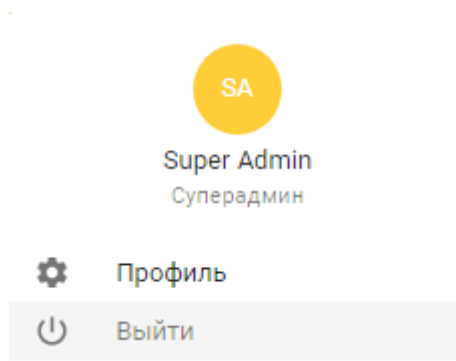 SA
Super Admin
Суперадмин
Профиль
Выйти